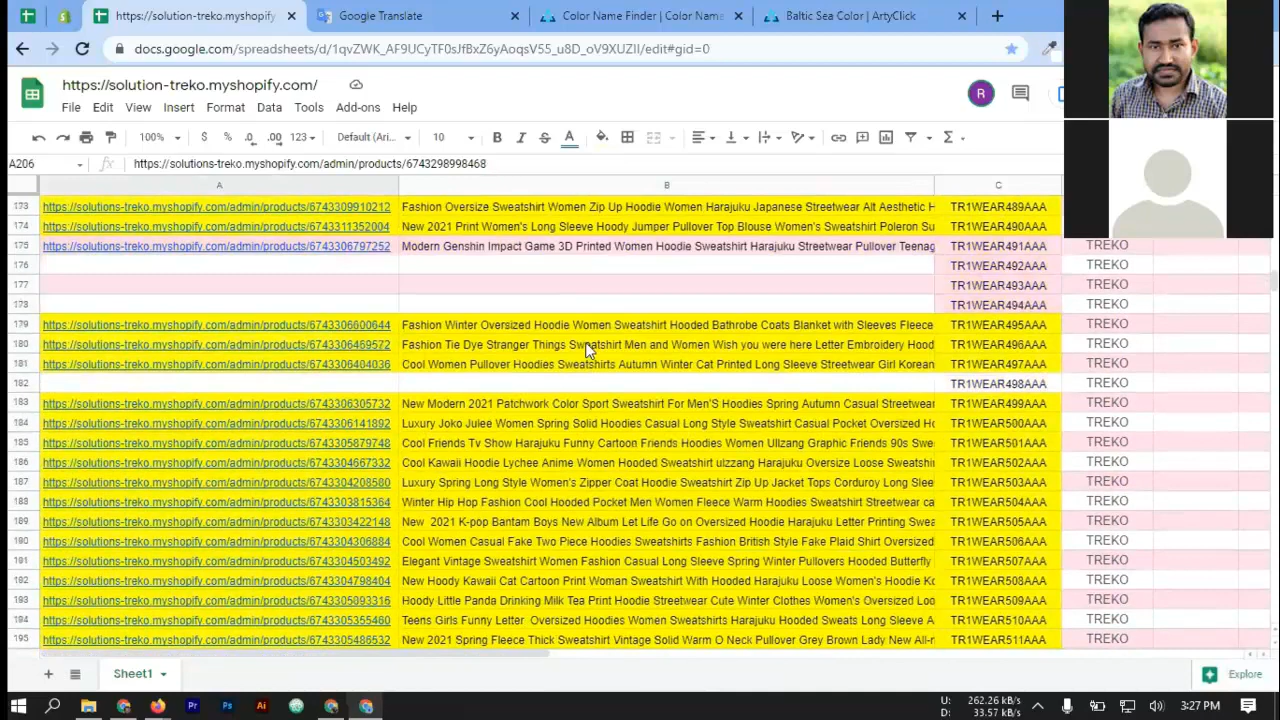 https://solution-treko.myshopify
Google Translate
Color Name Finder | Color Name
Baltic Sea Color | ArtyClick
docs.google.com/spreadsheets/d/1qvZWK_AF9UCyTF0sJfBxZ6yAoqsV55_u8D_oV9XUZII/edit#gid=0
https://solution-treko.myshopify.com/
File Edit View Insert Format Data Tools Add-ons Help
R
100% $ % .0 .00 123 Default (Ari... 10 B I S A
A206 fx https://solutions-treko.myshopify.com/admin/products/6743298998468
A B C
173 https://solutions-treko.myshopify.com/admin/products/6743309910212 Fashion Oversize Sweatshirt Women Zip Up Hoodie Women Harajuku Japanese Streetwear Alt Aesthetic H TR1WEAR489AAA
174 https://solutions-treko.myshopify.com/admin/products/6743311352004 New 2021 Print Women's Long Sleeve Hoody Jumper Pullover Top Blouse Women's Sweatshirt Poleron Su TR1WEAR490AAA
175 https://solutions-treko.myshopify.com/admin/products/6743306797252 Modern Genshin Impact Game 3D Printed Women Hoodie Sweatshirt Harajuku Streetwear Pullover Teenag TR1WEAR491AAA TREKO
176 TR1WEAR492AAA TREKO
177 TR1WEAR493AAA TREKO
178 TR1WEAR494AAA TREKO
179 https://solutions-treko.myshopify.com/admin/products/6743306600644 Fashion Winter Oversized Hoodie Women Sweatshirt Hooded Bathrobe Coats Blanket with Sleeves Fleece TR1WEAR495AAA TREKO
180 https://solutions-treko.myshopify.com/admin/products/6743306469572 Fashion Tie Dye Stranger Things Sweatshirt Men and Women Wish you were here Letter Embroidery Hood TR1WEAR496AAA TREKO
181 https://solutions-treko.myshopify.com/admin/products/6743306404036 Cool Women Pullover Hoodies Sweatshirts Autumn Winter Cat Printed Long Sleeve Streetwear Girl Korean TR1WEAR497AAA TREKO
182 TR1WEAR498AAA TREKO
183 https://solutions-treko.myshopify.com/admin/products/6743306305732 New Modern 2021 Patchwork Color Sport Sweatshirt For Men'S Hoodies Spring Autumn Casual Streetwear TR1WEAR499AAA TREKO
184 https://solutions-treko.myshopify.com/admin/products/6743306141892 Luxury Joko Julee Women Spring Solid Hoodies Casual Long Style Sweatshirt Casual Pocket Oversized Ho TR1WEAR500AAA TREKO
185 https://solutions-treko.myshopify.com/admin/products/6743305879748 Cool Friends Tv Show Harajuku Funny Cartoon Friends Hoodies Women Ullzang Graphic Friends 90s Swe TR1WEAR501AAA TREKO
186 https://solutions-treko.myshopify.com/admin/products/6743304667332 Cool Kawaii Hoodie Lychee Anime Women Hooded Sweatshirt ulzzang Harajuku Oversize Loose Sweatshir TR1WEAR502AAA TREKO
187 https://solutions-treko.myshopify.com/admin/products/6743304208580 Luxury Spring Long Style Women's Zipper Coat Hoodie Sweatshirt Zip Up Jacket Tops Corduroy Long Slee TR1WEAR503AAA TREKO
188 https://solutions-treko.myshopify.com/admin/products/6743303815364 Winter Hip Hop Fashion Cool Hooded Pocket Men Women Fleece Warm Hoodies Sweatshirt Streetwear ca TR1WEAR504AAA TREKO
189 https://solutions-treko.myshopify.com/admin/products/6743303422148 New 2021 K-pop Bantam Boys New Album Let Life Go on Oversized Hoodie Harajuku Letter Printing Swea TR1WEAR505AAA TREKO
190 https://solutions-treko.myshopify.com/admin/products/6743304306884 Cool Women Casual Fake Two Piece Hoodies Sweatshirts Fashion British Style Fake Plaid Shirt Oversized TR1WEAR506AAA TREKO
191 https://solutions-treko.myshopify.com/admin/products/6743304503492 Elegant Vintage Sweatshirt Women Fashion Casual Long Sleeve Spring Winter Pullovers Hooded Butterfly TR1WEAR507AAA TREKO
192 https://solutions-treko.myshopify.com/admin/products/6743304798404 New Hoody Kawaii Cat Cartoon Print Woman Sweatshirt With Hooded Harajuku Loose Women's Hoodie Ko TR1WEAR508AAA TREKO
193 https://solutions-treko.myshopify.com/admin/products/6743305093316 Hoody Little Panda Drinking Milk Tea Print Hoodie Streetwear Cute Winter Clothes Women's Oversized Lo TR1WEAR509AAA TREKO
194 https://solutions-treko.myshopify.com/admin/products/6743305355460 Teens Girls Funny Letter Oversized Hoodies Women Sweatshirts Harajuku Hooded Sweats Long Sleeve A TR1WEAR510AAA TREKO
195 https://solutions-treko.myshopify.com/admin/products/6743305486532 New 2021 Spring Fleece Thick Sweatshirt Vintage Solid Warm O Neck Pullover Grey Brown Lady New All-r TR1WEAR511AAA TREKO
Sheet1 Explore
Pr Ps Ai U: 262.26 kB/s
D: 33.57 kB/s 3:27 PM